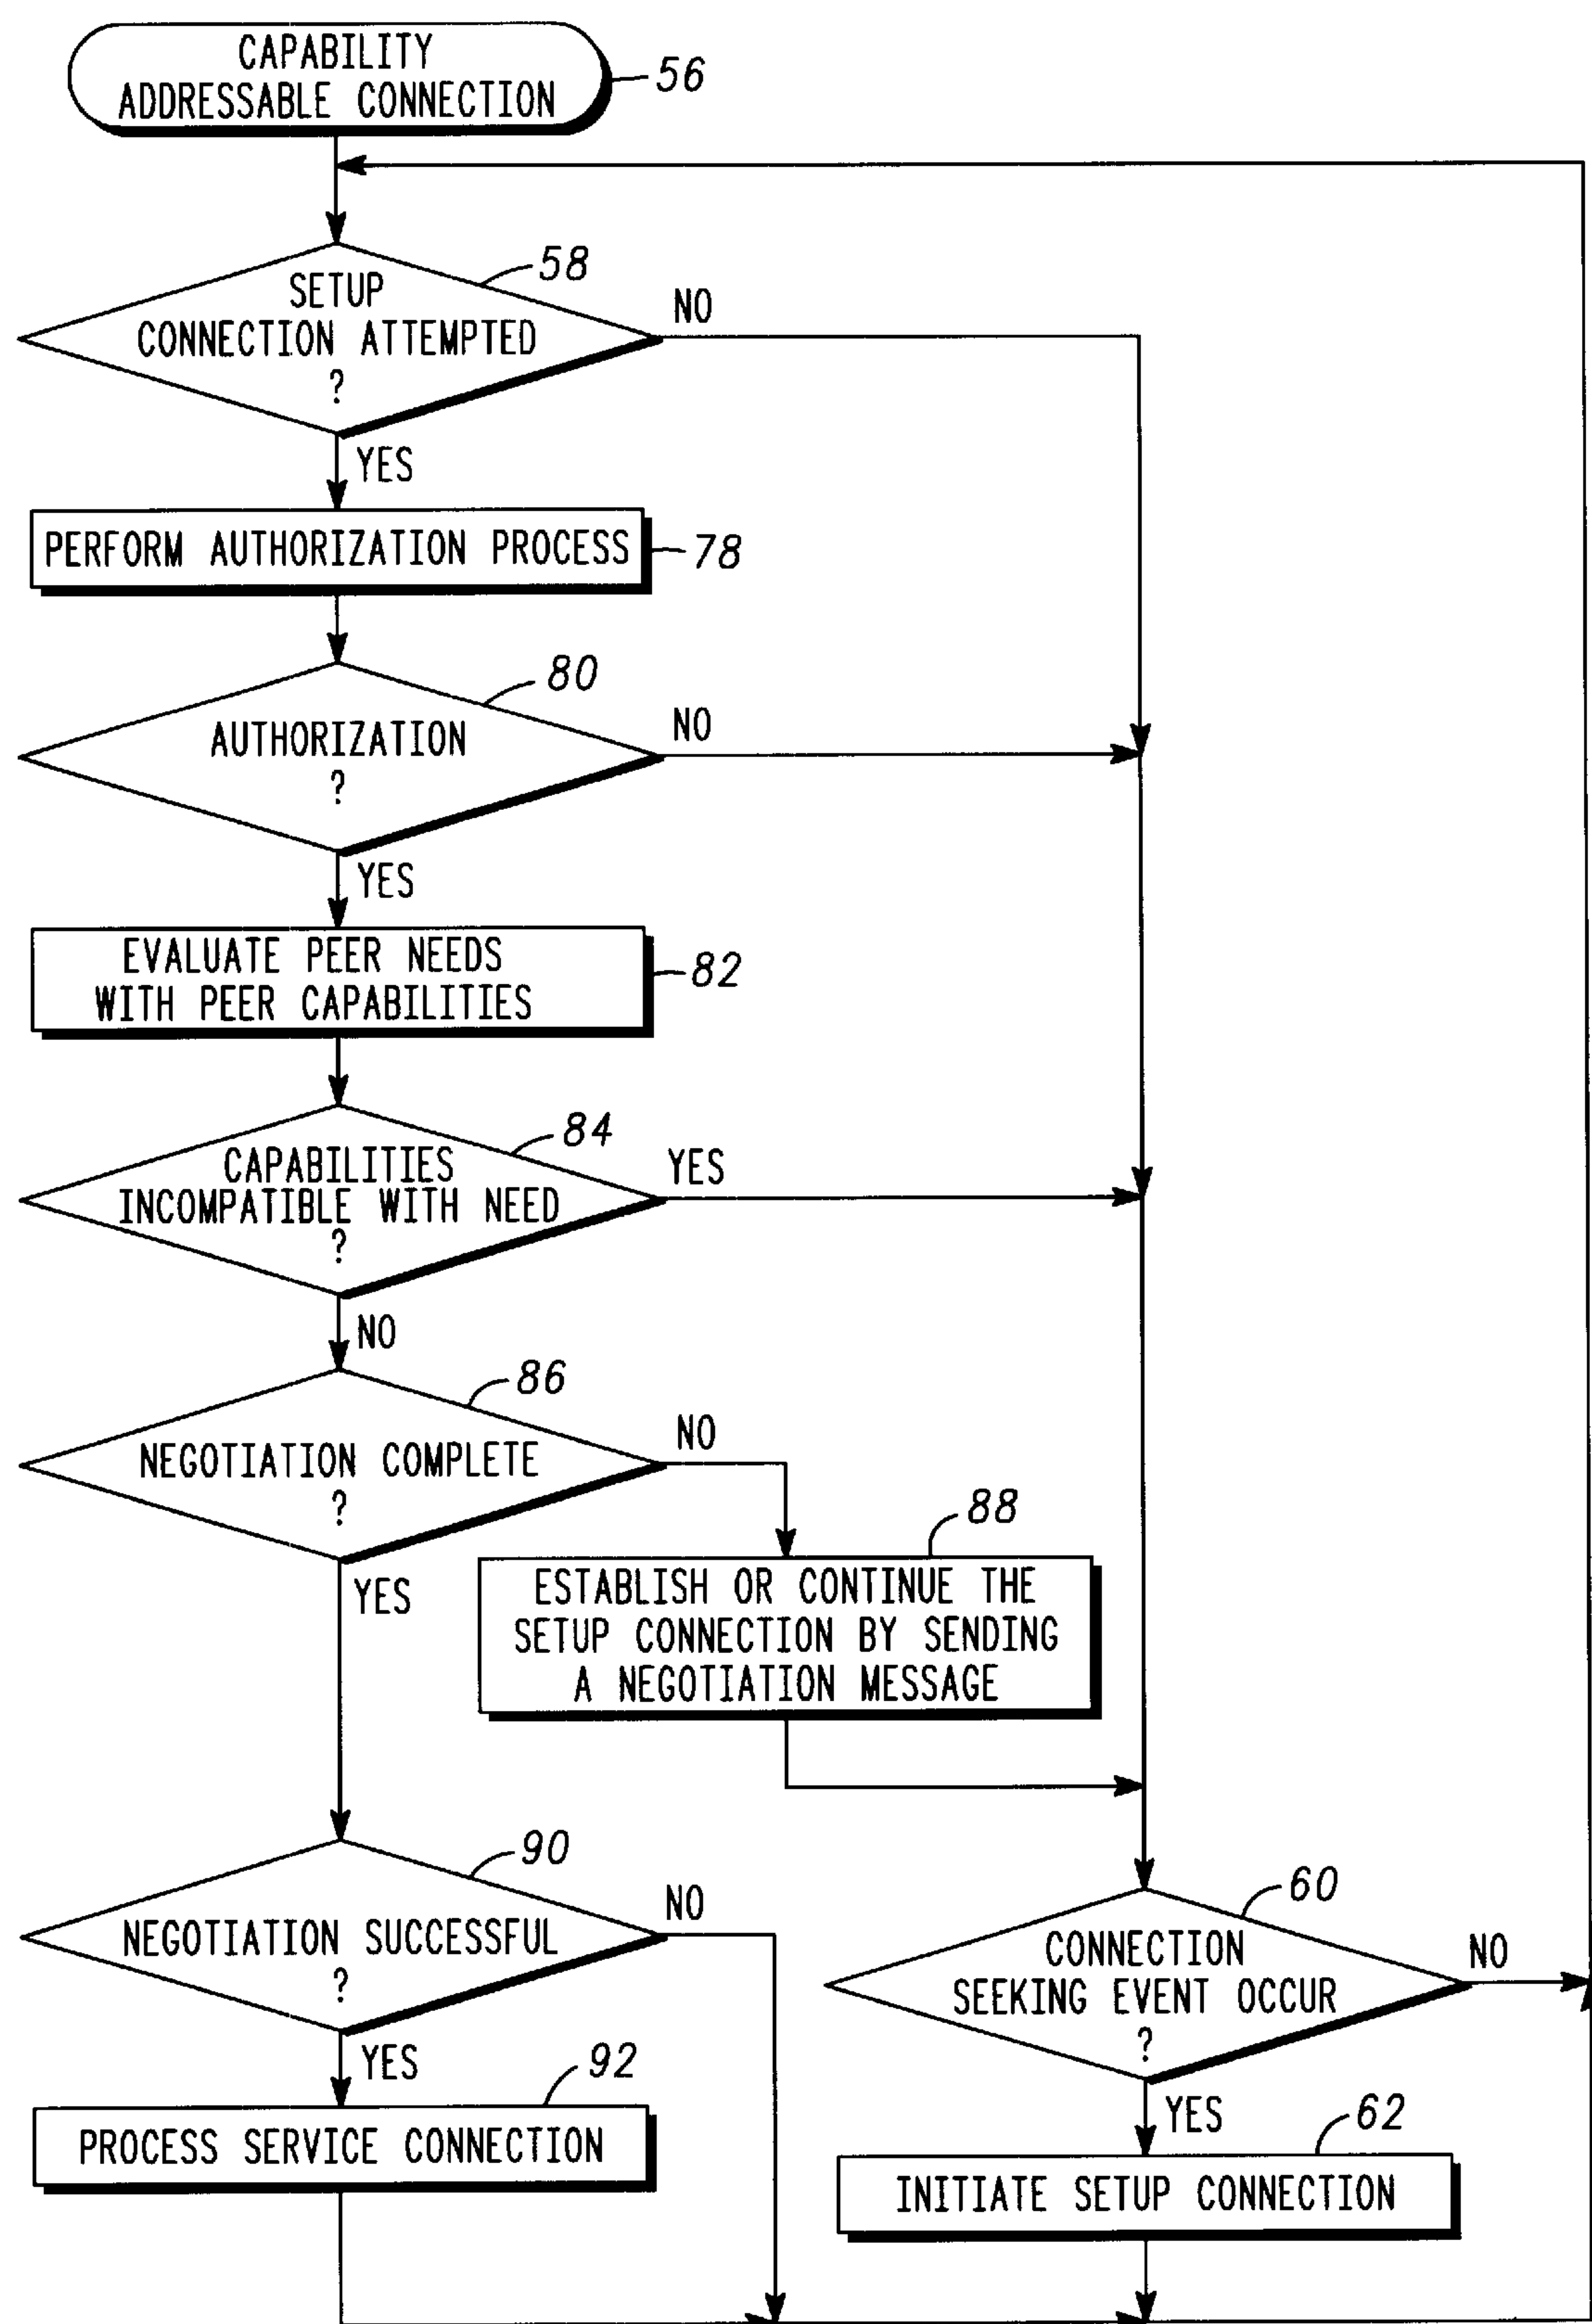 CAPABILITY
ADDRESSABLE CONNECTION
56
58
SETUP
CONNECTION ATTEMPTED
?
NO
YES
PERFORM AUTHORIZATION PROCESS
78
80
AUTHORIZATION
?
NO
YES
EVALUATE PEER NEEDS
WITH PEER CAPABILITIES
82
84
CAPABILITIES
INCOMPATIBLE WITH NEED
?
YES
NO
86
NEGOTIATION COMPLETE
?
NO
YES
88
ESTABLISH OR CONTINUE THE
SETUP CONNECTION BY SENDING
A NEGOTIATION MESSAGE
90
NEGOTIATION SUCCESSFUL
?
NO
YES
92
PROCESS SERVICE CONNECTION
60
CONNECTION
SEEKING EVENT OCCUR
?
NO
YES
62
INITIATE SETUP CONNECTION